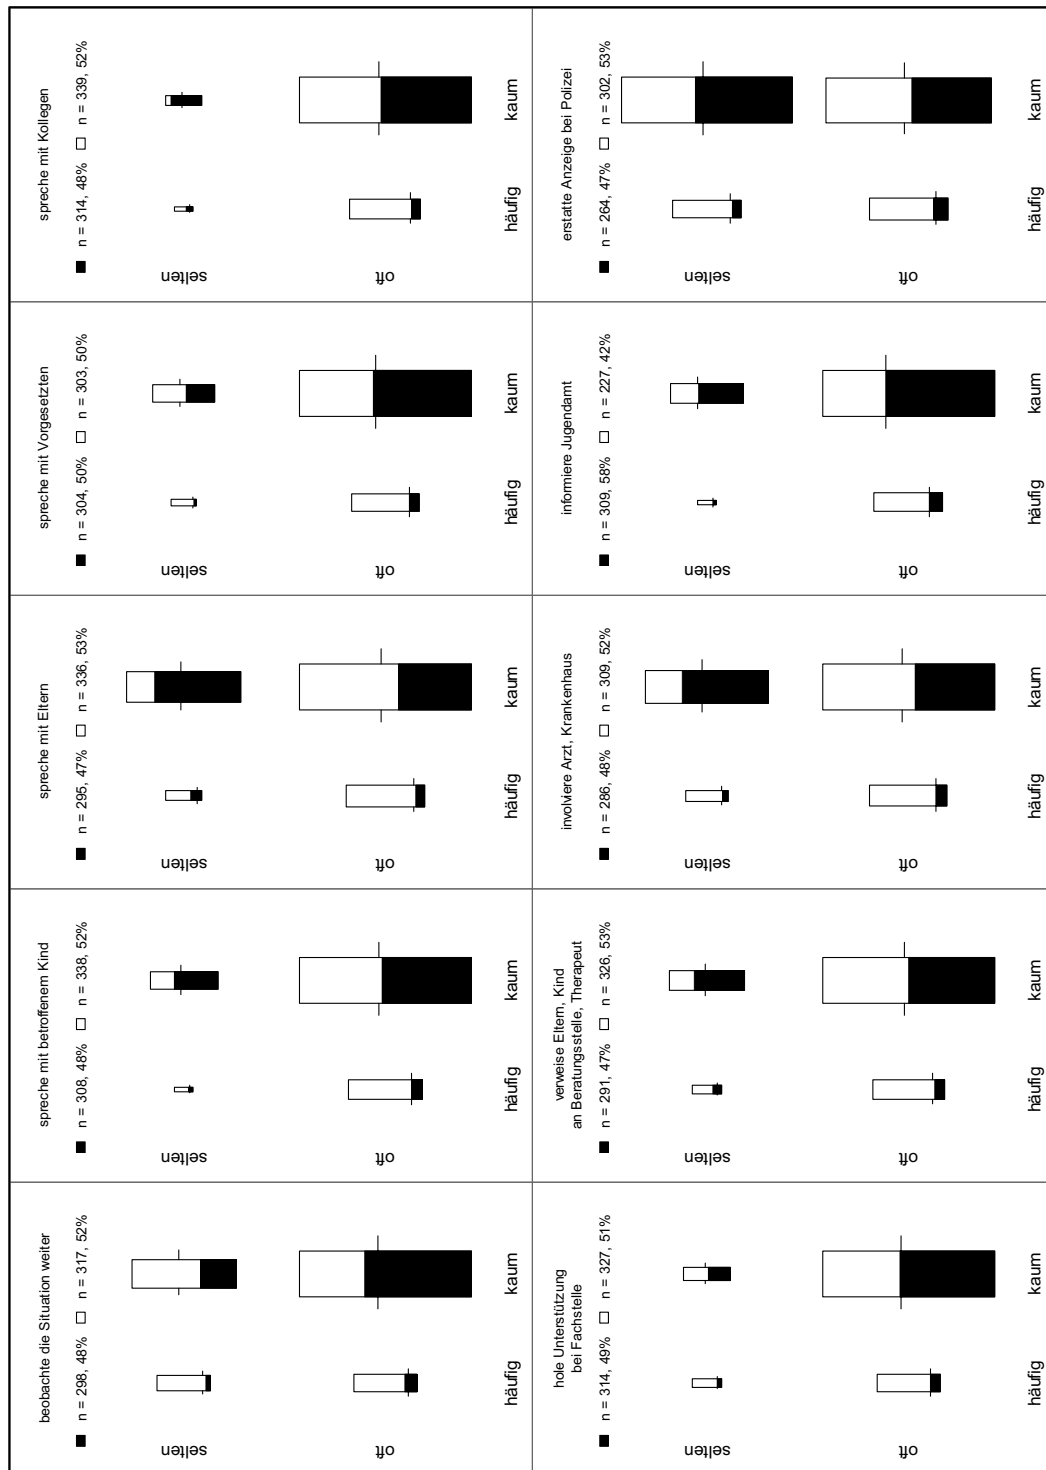 beobachte die Situation weiter
n = 298, 48% n = 317, 52%
selten
oft
häufig kaum
spreche mit betroffenem Kind
n = 308, 48% n = 338, 52%
selten
oft
häufig kaum
spreche mit Eltern
n = 295, 47% n = 336, 53%
selten
oft
häufig kaum
spreche mit Vorgesetzten
n = 304, 50% n = 303, 50%
selten
oft
häufig kaum
spreche mit Kollegen
n = 314, 48% n = 339, 52%
selten
oft
häufig kaum
hole Unterstützung
bei Fachstelle
n = 314, 49% n = 327, 51%
selten
oft
häufig kaum
verweise Eltern, Kind
an Beratungsstelle, Therapeut
n = 291, 47% n = 326, 53%
selten
oft
häufig kaum
involviere Arzt, Krankenhaus
n = 286, 48% n = 309, 52%
selten
oft
häufig kaum
informiere Jugendamt
n = 309, 58% n = 227, 42%
selten
oft
häufig kaum
erstatte Anzeige bei Polizei
n = 264, 47% n = 302, 53%
selten
oft
häufig kaum